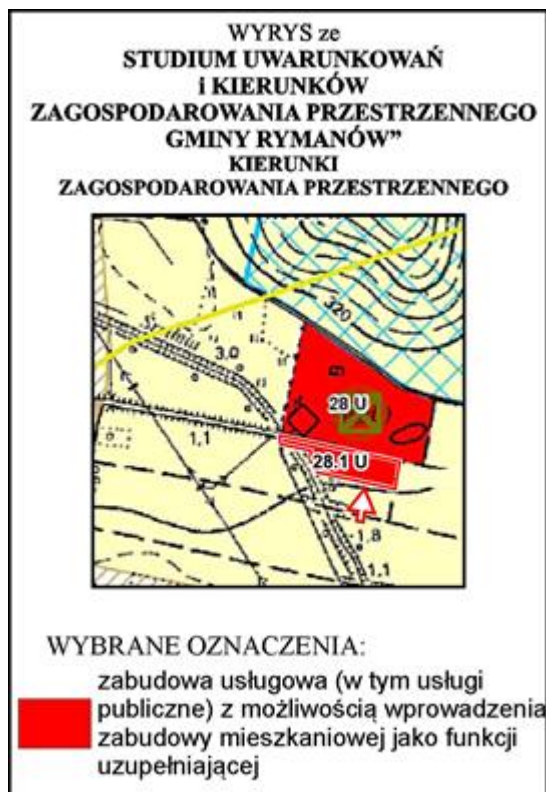 WYRYS ze
STUDIUM UWARUNKOWAŃ
i KIERUNKÓW
ZAGOSPODAROWANIA PRZESTRZENNEGO
GMINY RYMANÓW”
KIERUNKI
ZAGOSPODAROWANIA PRZESTRZENNEGO
320
3,0
28 U
1,1
28.1 U
1,8
1,1
WYBRANE OZNACZENIA:
zabudowa usługowa (w tym usługi
publiczne) z możliwością wprowadzenia
zabudowy mieszkaniowej jako funkcji
uzupełniającej